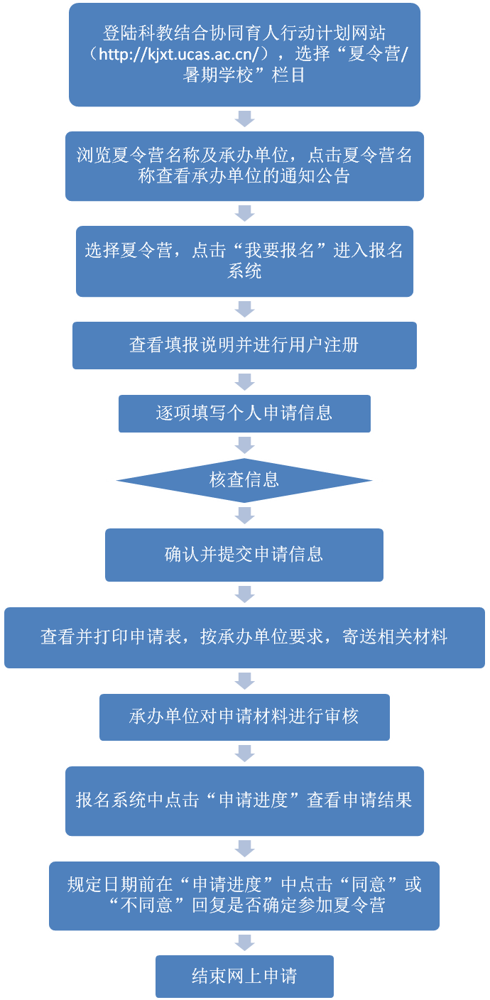 登陆科教结合协同育人行动计划网站
（http://kjxt.ucas.ac.cn/），选择“夏令营/
暑期学校”栏目
浏览夏令营名称及承办单位，点击夏令营名
称查看承办单位的通知公告
选择夏令营，点击“我要报名”进入报名
系统
查看填报说明并进行用户注册
逐项填写个人申请信息
核查信息
确认并提交申请信息
查看并打印申请表，按承办单位要求，寄送相关材料
承办单位对申请材料进行审核
报名系统中点击“申请进度”查看申请结果
规定日期前在“申请进度”中点击“同意”或
“不同意”回复是否确定参加夏令营
结束网上申请